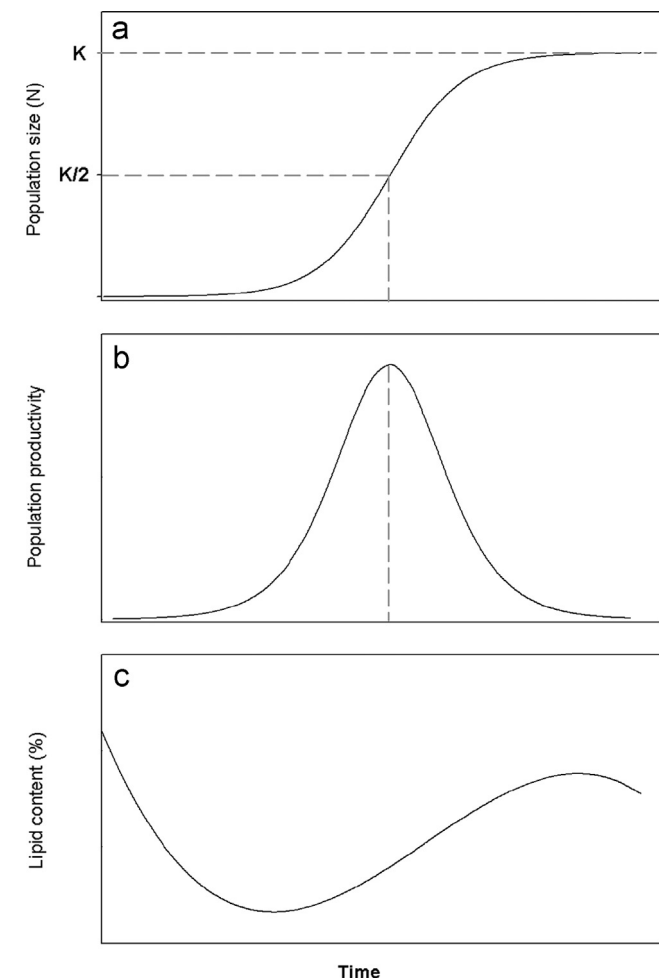 a
K
K/2
Population size (N)
b
Population productivity
c
Lipid content (%)
Time